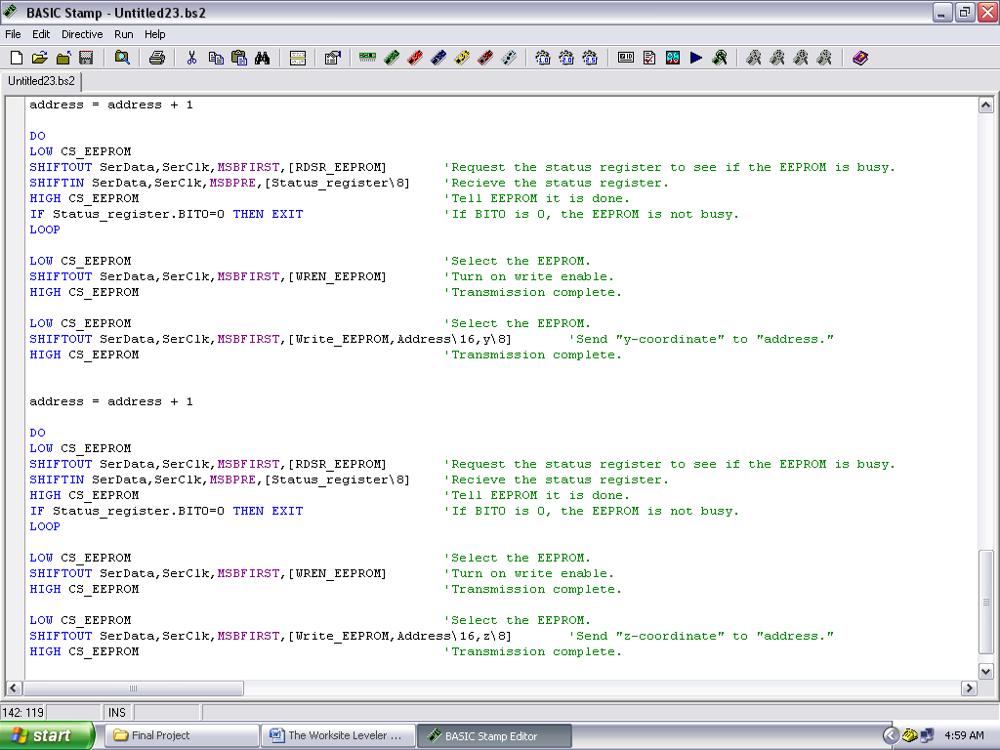 BASIC Stamp - Untitled23.bs2
File Edit Directive Run Help
Untitled23.bs2
address = address + 1
DO
LOW CS_EEPROM
SHIFTOUT SerData,SerClk,MSBFIRST,[RDSR_EEPROM] 'Request the status register to see if the EEPROM is busy.
SHIFTIN SerData,SerClk,MSBPRE,[Status_register\8] 'Recieve the status register.
HIGH CS_EEPROM 'Tell EEPROM it is done.
IF Status_register.BIT0=0 THEN EXIT 'If BIT0 is 0, the EEPROM is not busy.
LOOP
LOW CS_EEPROM 'Select the EEPROM.
SHIFTOUT SerData,SerClk,MSBFIRST,[WREN_EEPROM] 'Turn on write enable.
HIGH CS_EEPROM 'Transmission complete.
LOW CS_EEPROM 'Select the EEPROM.
SHIFTOUT SerData,SerClk,MSBFIRST,[Write_EEPROM,Address\16,y\8] 'Send "y-coordinate" to "address."
HIGH CS_EEPROM 'Transmission complete.
address = address + 1
DO
LOW CS_EEPROM
SHIFTOUT SerData,SerClk,MSBFIRST,[RDSR_EEPROM] 'Request the status register to see if the EEPROM is busy.
SHIFTIN SerData,SerClk,MSBPRE,[Status_register\8] 'Recieve the status register.
HIGH CS_EEPROM 'Tell EEPROM it is done.
IF Status_register.BIT0=0 THEN EXIT 'If BIT0 is 0, the EEPROM is not busy.
LOOP
LOW CS_EEPROM 'Select the EEPROM.
SHIFTOUT SerData,SerClk,MSBFIRST,[WREN_EEPROM] 'Turn on write enable.
HIGH CS_EEPROM 'Transmission complete.
LOW CS_EEPROM 'Select the EEPROM.
SHIFTOUT SerData,SerClk,MSBFIRST,[Write_EEPROM,Address\16,z\8] 'Send "z-coordinate" to "address."
HIGH CS_EEPROM 'Transmission complete.
142: 119 INS
start Final Project The Worksite Leveler ... BASIC Stamp Editor 4:59 AM